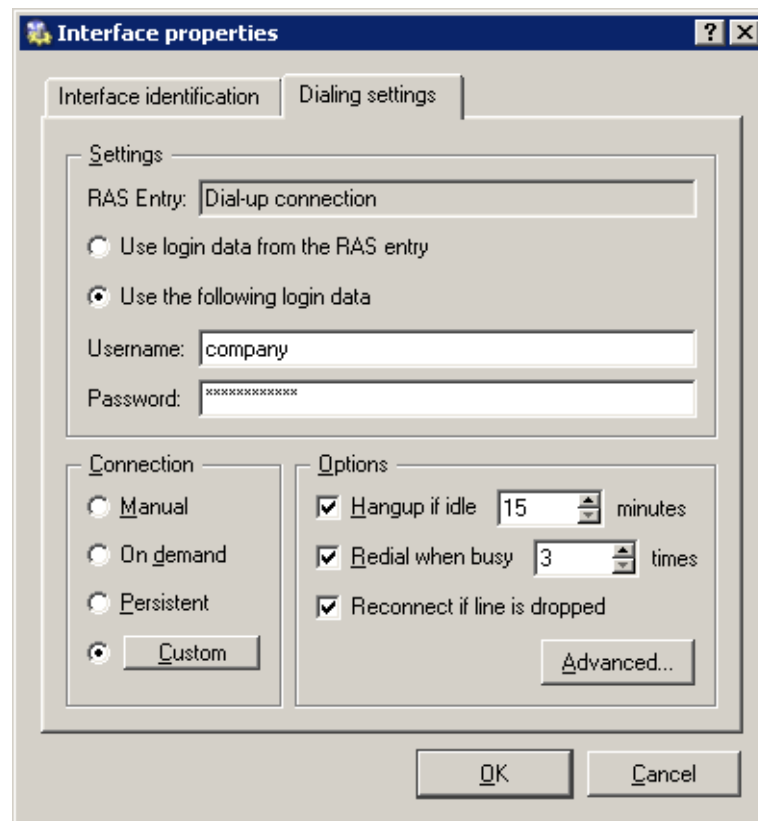 Interface properties
Interface identification Dialing settings
Settings
RAS Entry: Dial-up connection
Use login data from the RAS entry
Use the following login data
Username: company
Password: ************
Connection Options
Manual Hangup if idle 15 minutes
On demand Redial when busy 3 times
Persistent Reconnect if line is dropped
Custom Advanced...
OK Cancel